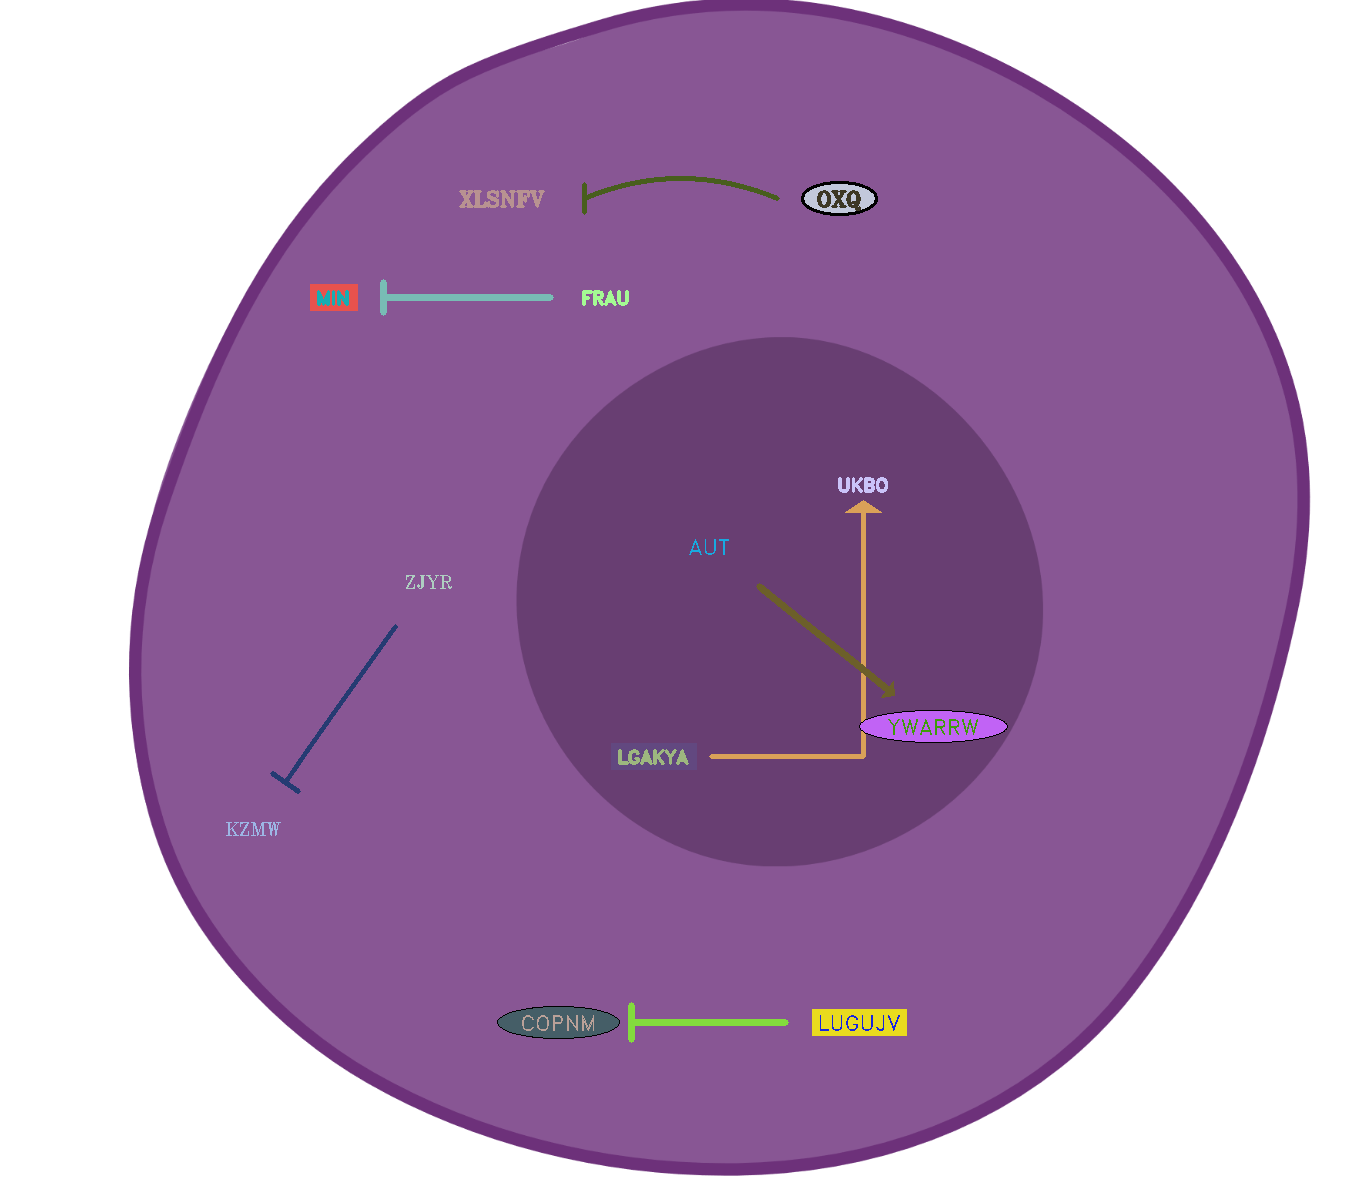 XLSNFV
OXQ
MIN
FRAU
UKBO
AUT
ZJYR
YWARRW
LGAKYA
KZMW
COPNM
LUGUJV